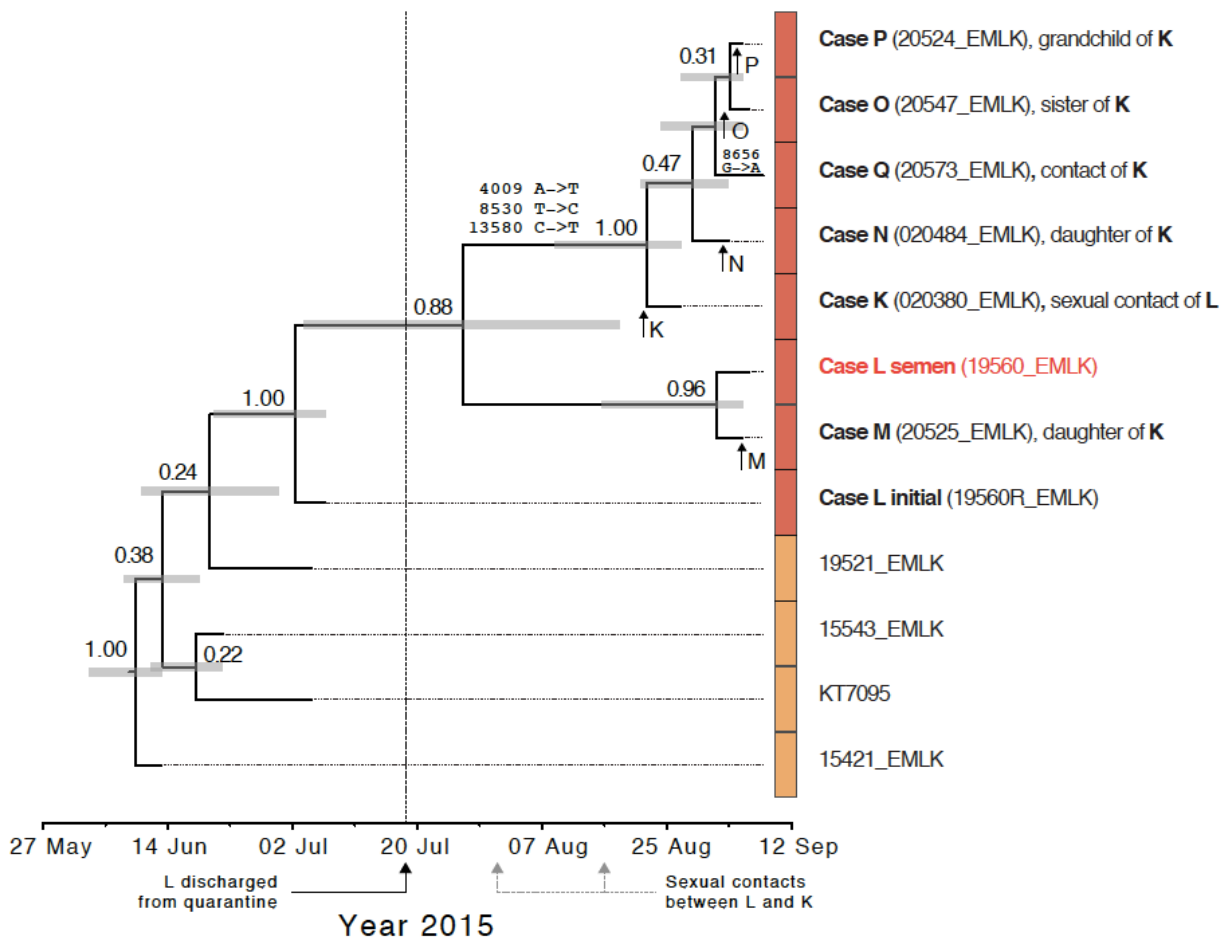 Case P (20524_EMLK), grandchild of K
0.31
P
Case O (20547_EMLK), sister of K
O
8656
G->A
Case Q (20573_EMLK), contact of K
0.47
4009 A->T
8530 T->C
13580 C->T
1.00
Case N (020484_EMLK), daughter of K
N
0.88
Case K (020380_EMLK), sexual contact of L
K
Case L semen (19560_EMLK)
0.96
1.00
Case M (20525_EMLK), daughter of K
M
0.24
Case L initial (19560R_EMLK)
0.38
19521_EMLK
15543_EMLK
1.00
0.22
KT7095
15421_EMLK
27 May 14 Jun 02 Jul 20 Jul 07 Aug 25 Aug 12 Sep
L discharged
from quarantine
Sexual contacts
between L and K
Year 2015